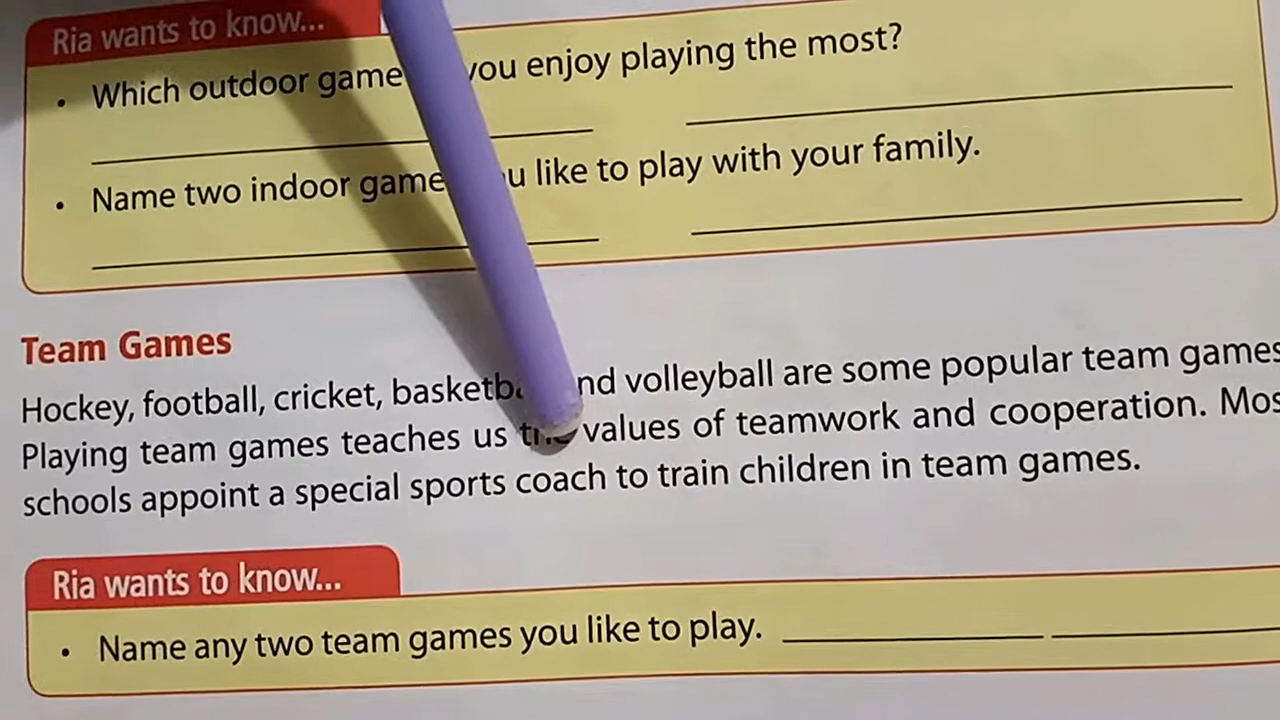 Ria wants to know...
• Which outdoor game you enjoy playing the most?
• Name two indoor game like to play with your family.
Team Games
Hockey, football, cricket, basketb nd volleyball are some popular team games
Playing team games teaches us the values of teamwork and cooperation. Mos
schools appoint a special sports coach to train children in team games.
Ria wants to know...
• Name any two team games you like to play.